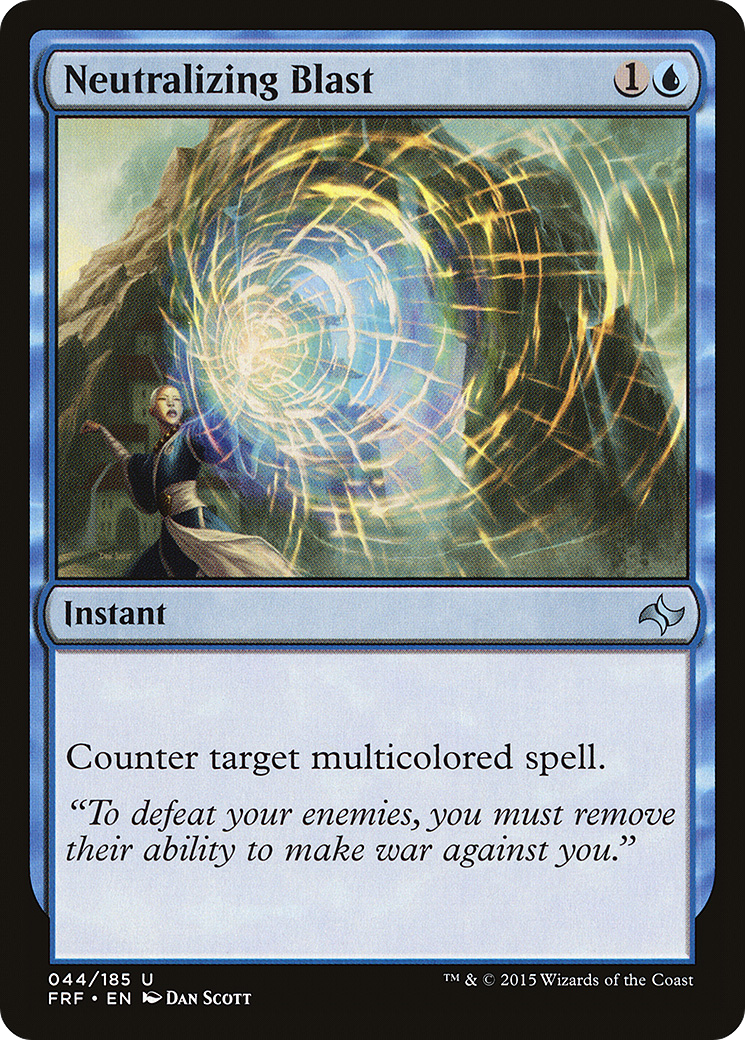 Neutralizing Blast 1
Instant
Counter target multicolored spell.
“To defeat your enemies, you must remove
their ability to make war against you.”
044/185 U
FRF • EN Dan Scott
™ & © 2015 Wizards of the Coast